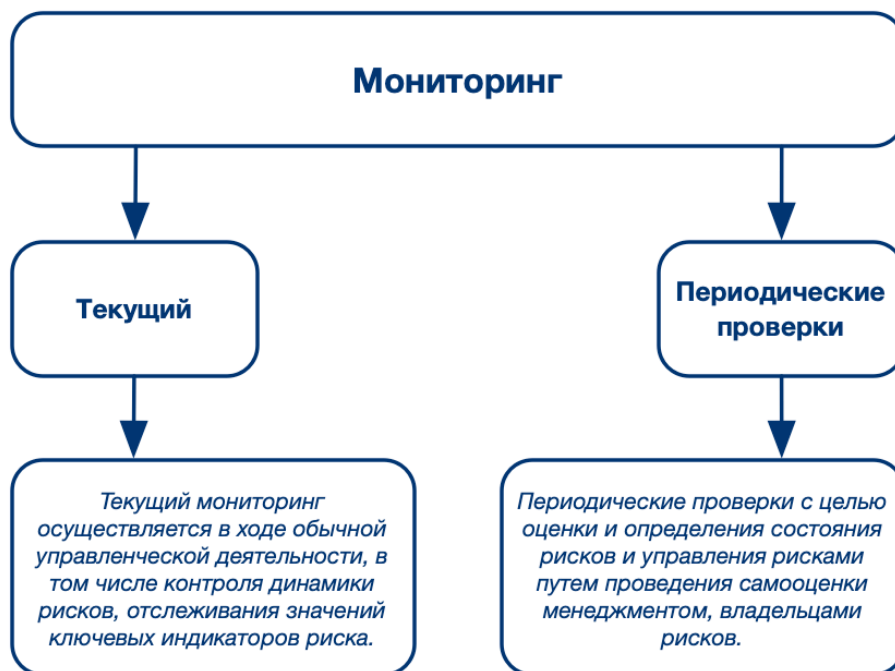 Мониторинг
Текущий
Периодические
проверки
Текущий мониторинг
осуществляется в ходе обычной
управленческой деятельности, в
том числе контроля динамики
рисков, отслеживания значений
ключевых индикаторов риска.
Периодические проверки с целью
оценки и определения состояния
рисков и управления рисками
путем проведения самооценки
менеджментом, владельцами
рисков.